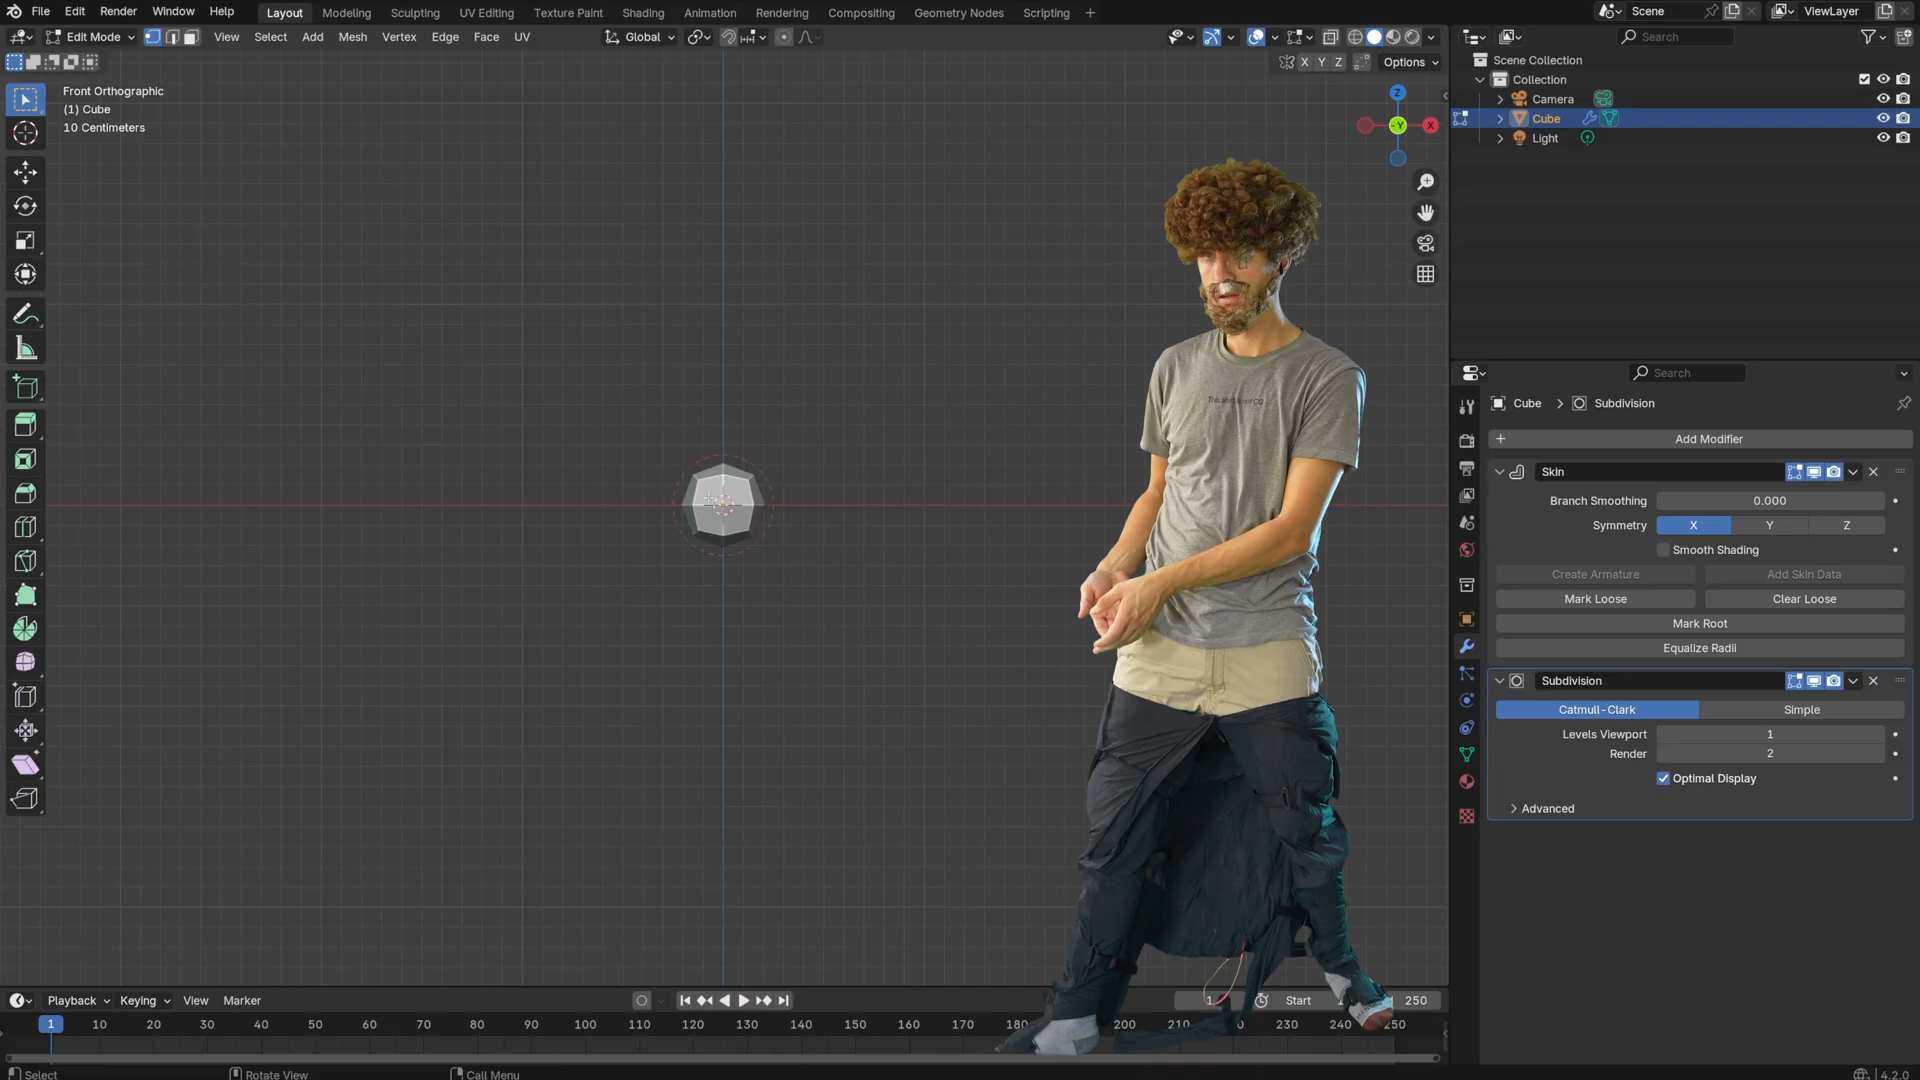 File Edit Render Window Help Layout Modeling Sculpting UV Editing Texture Paint Shading Animation Rendering Compositing Geometry Nodes Scripting + Scene ViewLayer
Edit Mode View Select Add Mesh Vertex Edge Face UV Global Search
X Y Z Options
Front Orthographic
(1) Cube
10 Centimeters
Z
-Y X
Scene Collection
Collection
Camera
Cube
Light
Search
Cube > Subdivision
+ Add Modifier
Skin
Branch Smoothing 0.000
Symmetry X Y Z
Smooth Shading
Create Armature Add Skin Data
Mark Loose Clear Loose
Mark Root
Equalize Radii
Subdivision
Catmull-Clark Simple
Levels Viewport 1
Render 2
Optimal Display
Advanced
Playback Keying View Marker 1 Start 250
1 10 20 30 40 50 60 70 80 90 100 110 120 130 140 150 160 170 200 210 230 240 250
Select Rotate View Call Menu 4.2.0